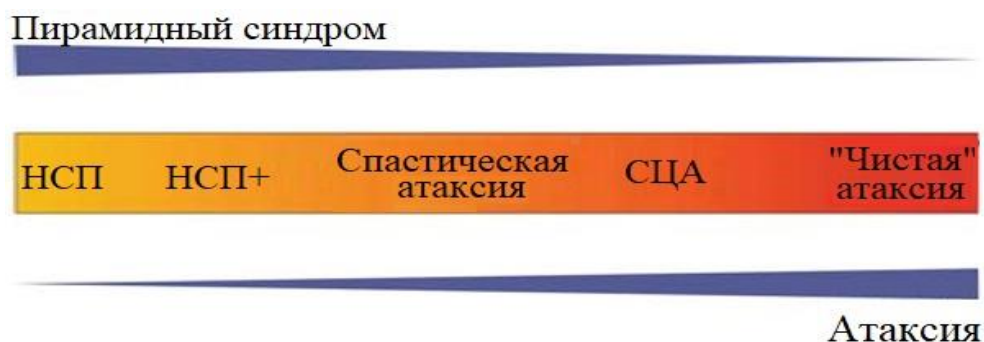 Пирамидный синдром
НСП
НСП+
Спастическая
атаксия
СЦА
"Чистая"
атаксия
Атаксия